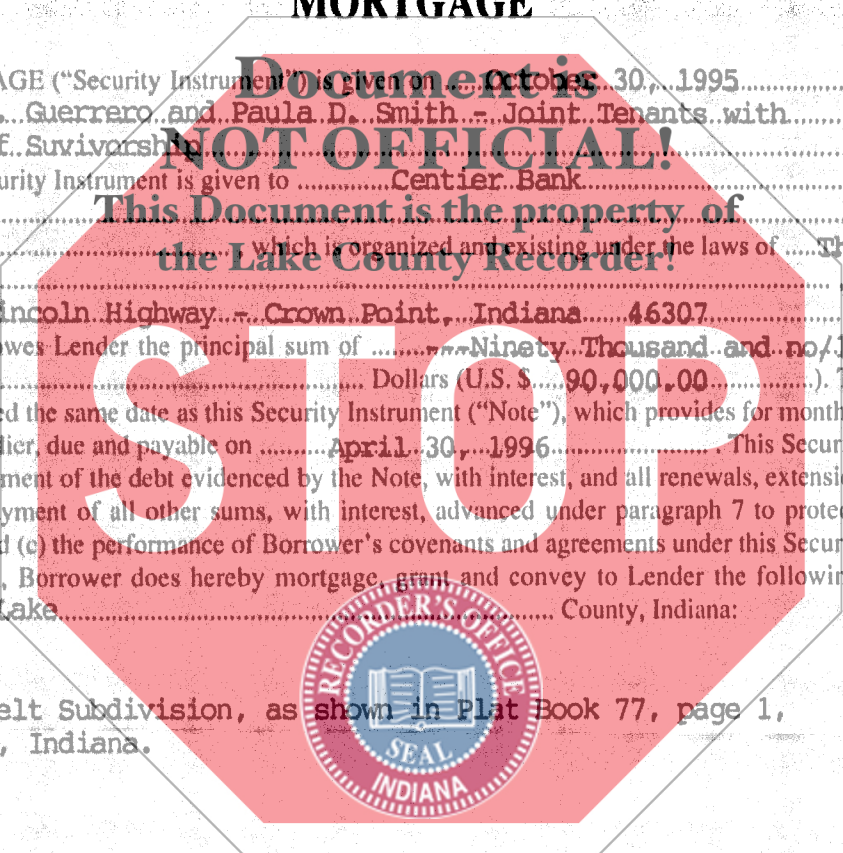 MORTGAGE
AGE ("Security Instrument") is given on ..... October 30, 1995
. Guerrero and Paula D. Smith - Joint Tenants with
f Suvivorship
urity Instrument is given to ............ Centier Bank
, which is organized and existing under the laws of ..... Th
incoln Highway - Crown Point, Indiana 46307
owes Lender the principal sum of ......---Ninety Thousand and no/1
Dollars (U.S. $.....90,000.00...............). T
ed the same date as this Security Instrument ("Note"), which provides for month
lier, due and payable on ..........April 30, 1996........................ . This Secur
ment of the debt evidenced by the Note, with interest, and all renewals, extensi
yment of all other sums, with interest, advanced under paragraph 7 to protec
d (c) the performance of Borrower's covenants and agreements under this Secur
, Borrower does hereby mortgage, grant and convey to Lender the followin
Lake.......................................................... County, Indiana:
elt Subdivision, as shown in Plat Book 77, page 1,
, Indiana.
Document is
NOT OFFICIAL!
This Document is the property of
the Lake County Recorder!
STOP
RECORDER'S OFFICE
SEAL
INDIANA